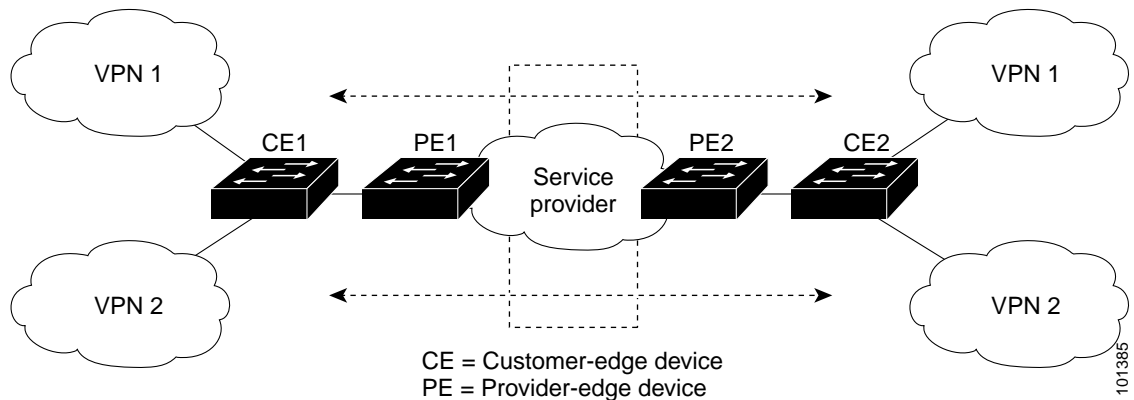 VPN 1
VPN 1
CE1
PE1
PE2
CE2
Service
provider
VPN 2
VPN 2
CE = Customer-edge device
PE = Provider-edge device
101385